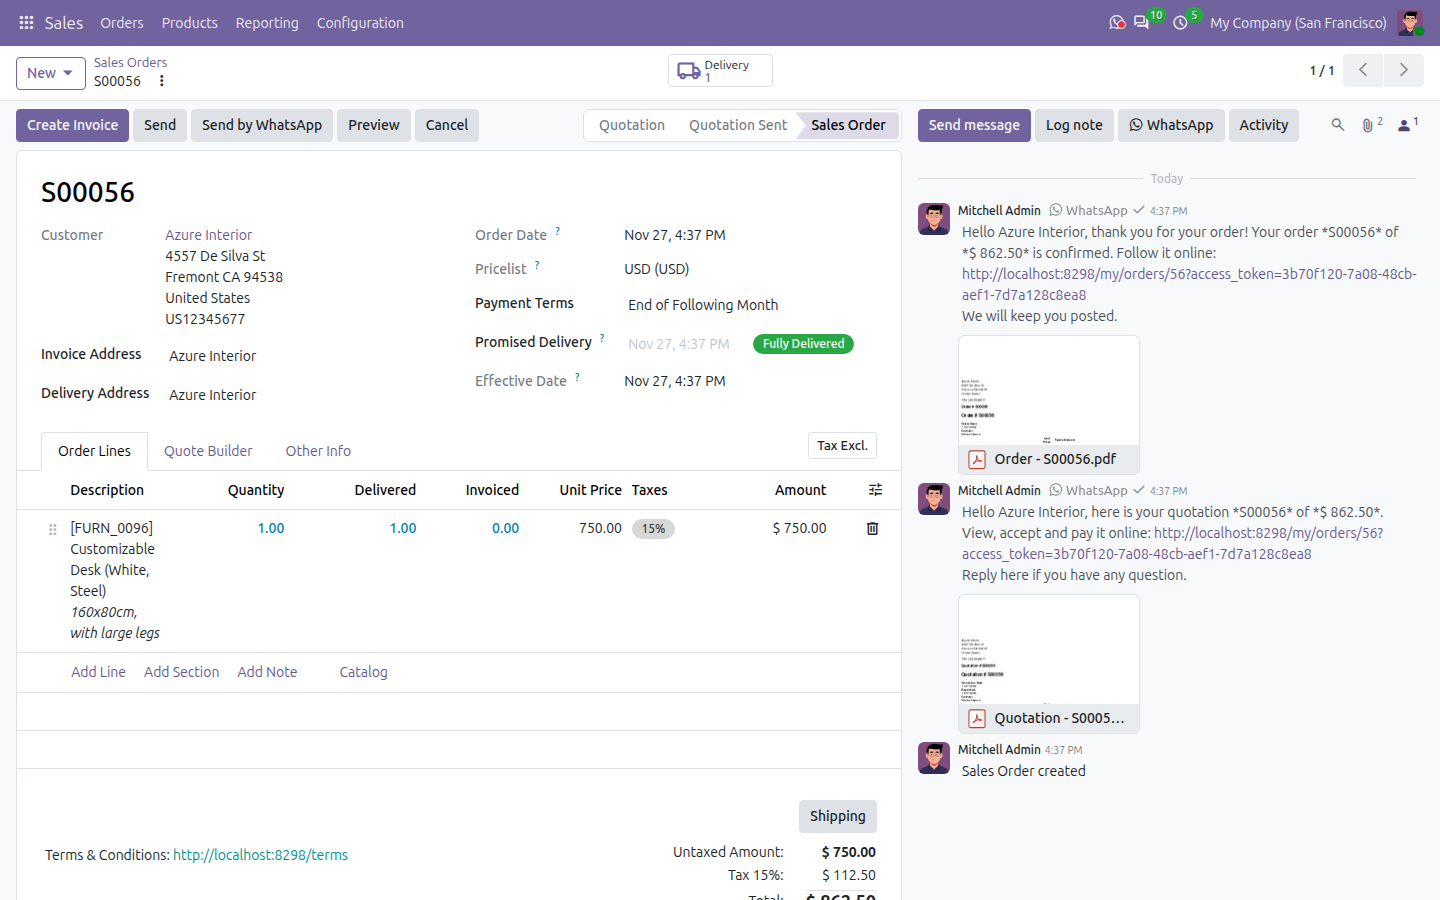 Sales Orders Products Reporting Configuration 10 5 My Company (San Francisco)
New Sales Orders
S00056
Delivery
1
1 / 1
Create Invoice Send Send by WhatsApp Preview Cancel Quotation Quotation Sent Sales Order
Send message Log note WhatsApp Activity 2 1
S00056
Customer Azure Interior
4557 De Silva St
Fremont CA 94538
United States
US12345677
Invoice Address Azure Interior
Delivery Address Azure Interior
Order Date ? Nov 27, 4:37 PM
Pricelist ? USD (USD)
Payment Terms End of Following Month
Promised Delivery ? Nov 27, 4:37 PM Fully Delivered
Effective Date ? Nov 27, 4:37 PM
Order Lines Quote Builder Other Info Tax Excl.
Description Quantity Delivered Invoiced Unit Price Taxes Amount
[FURN_0096] 1.00 1.00 0.00 750.00 15% $ 750.00
Customizable
Desk (White,
Steel)
160x80cm,
with large legs
Add Line Add Section Add Note Catalog
Shipping
Terms & Conditions: http://localhost:8298/terms
Untaxed Amount: $ 750.00
Tax 15%: $ 112.50
Total: $ 862.50
Today
Mitchell Admin WhatsApp 4:37 PM
Hello Azure Interior, thank you for your order! Your order *S00056* of
*$ 862.50* is confirmed. Follow it online:
http://localhost:8298/my/orders/56?access_token=3b70f120-7a08-48cb-
aef1-7d7a128c8ea8
We will keep you posted.
Order # S00056
Order # S00056
Order - S00056.pdf
Mitchell Admin WhatsApp 4:37 PM
Hello Azure Interior, here is your quotation *S00056* of *$ 862.50*.
View, accept and pay it online: http://localhost:8298/my/orders/56?
access_token=3b70f120-7a08-48cb-aef1-7d7a128c8ea8
Reply here if you have any question.
Quotation # S00056
Quotation # S00056
Quotation - S0005...
Mitchell Admin 4:37 PM
Sales Order created